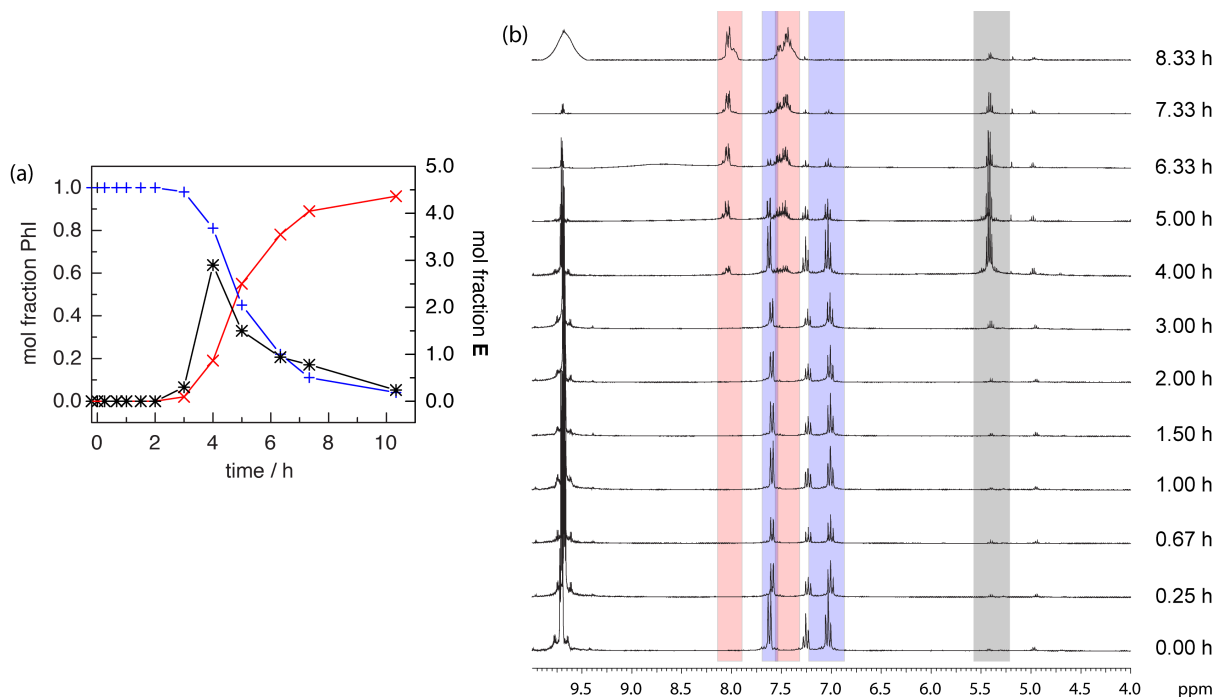 (a)
mol fraction PhI
1.0
0.8
0.6
0.4
0.2
0.0
5.0
4.0
3.0
2.0
1.0
0.0
mol fraction E
0
2
4
6
8
10
time / h
(b)
8.33 h
7.33 h
6.33 h
5.00 h
4.00 h
3.00 h
2.00 h
1.50 h
1.00 h
0.67 h
0.25 h
0.00 h
9.5 9.0 8.5 8.0 7.5 7.0 6.5 6.0 5.5 5.0 4.5 4.0 ppm